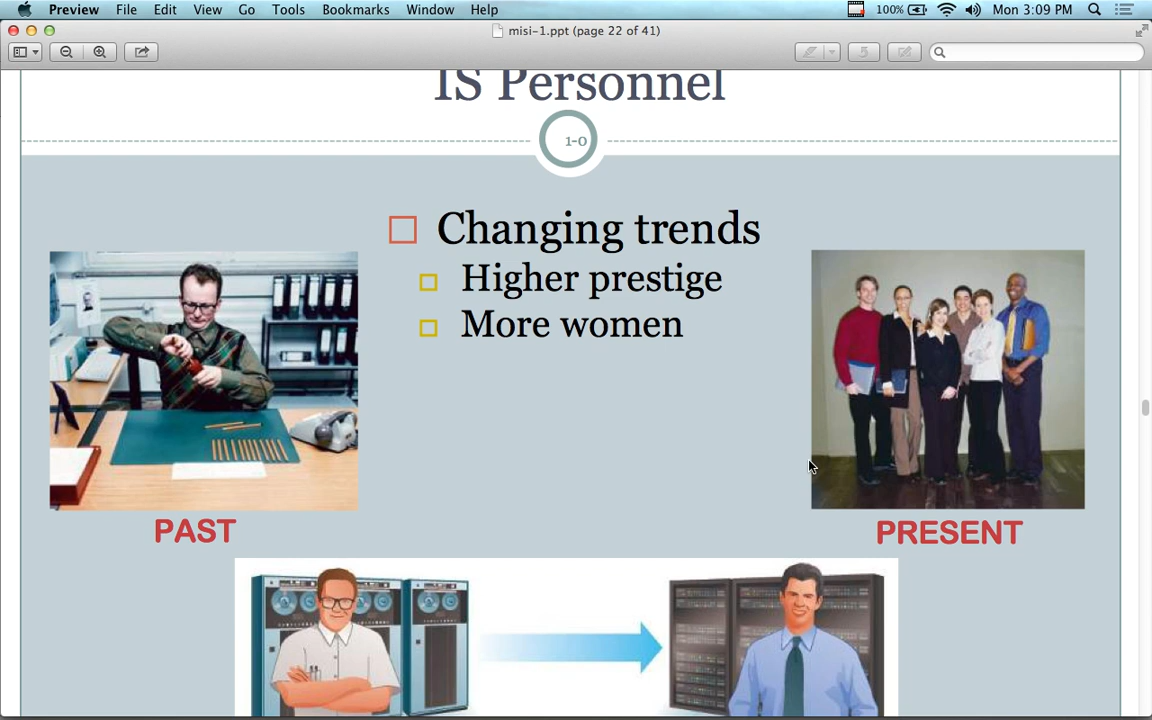 Preview File Edit View Go Tools Bookmarks Window Help 100% Mon 3:09 PM
misi-1.ppt (page 22 of 41)
IS Personnel
1-0
Changing trends
Higher prestige
More women
PAST
PRESENT